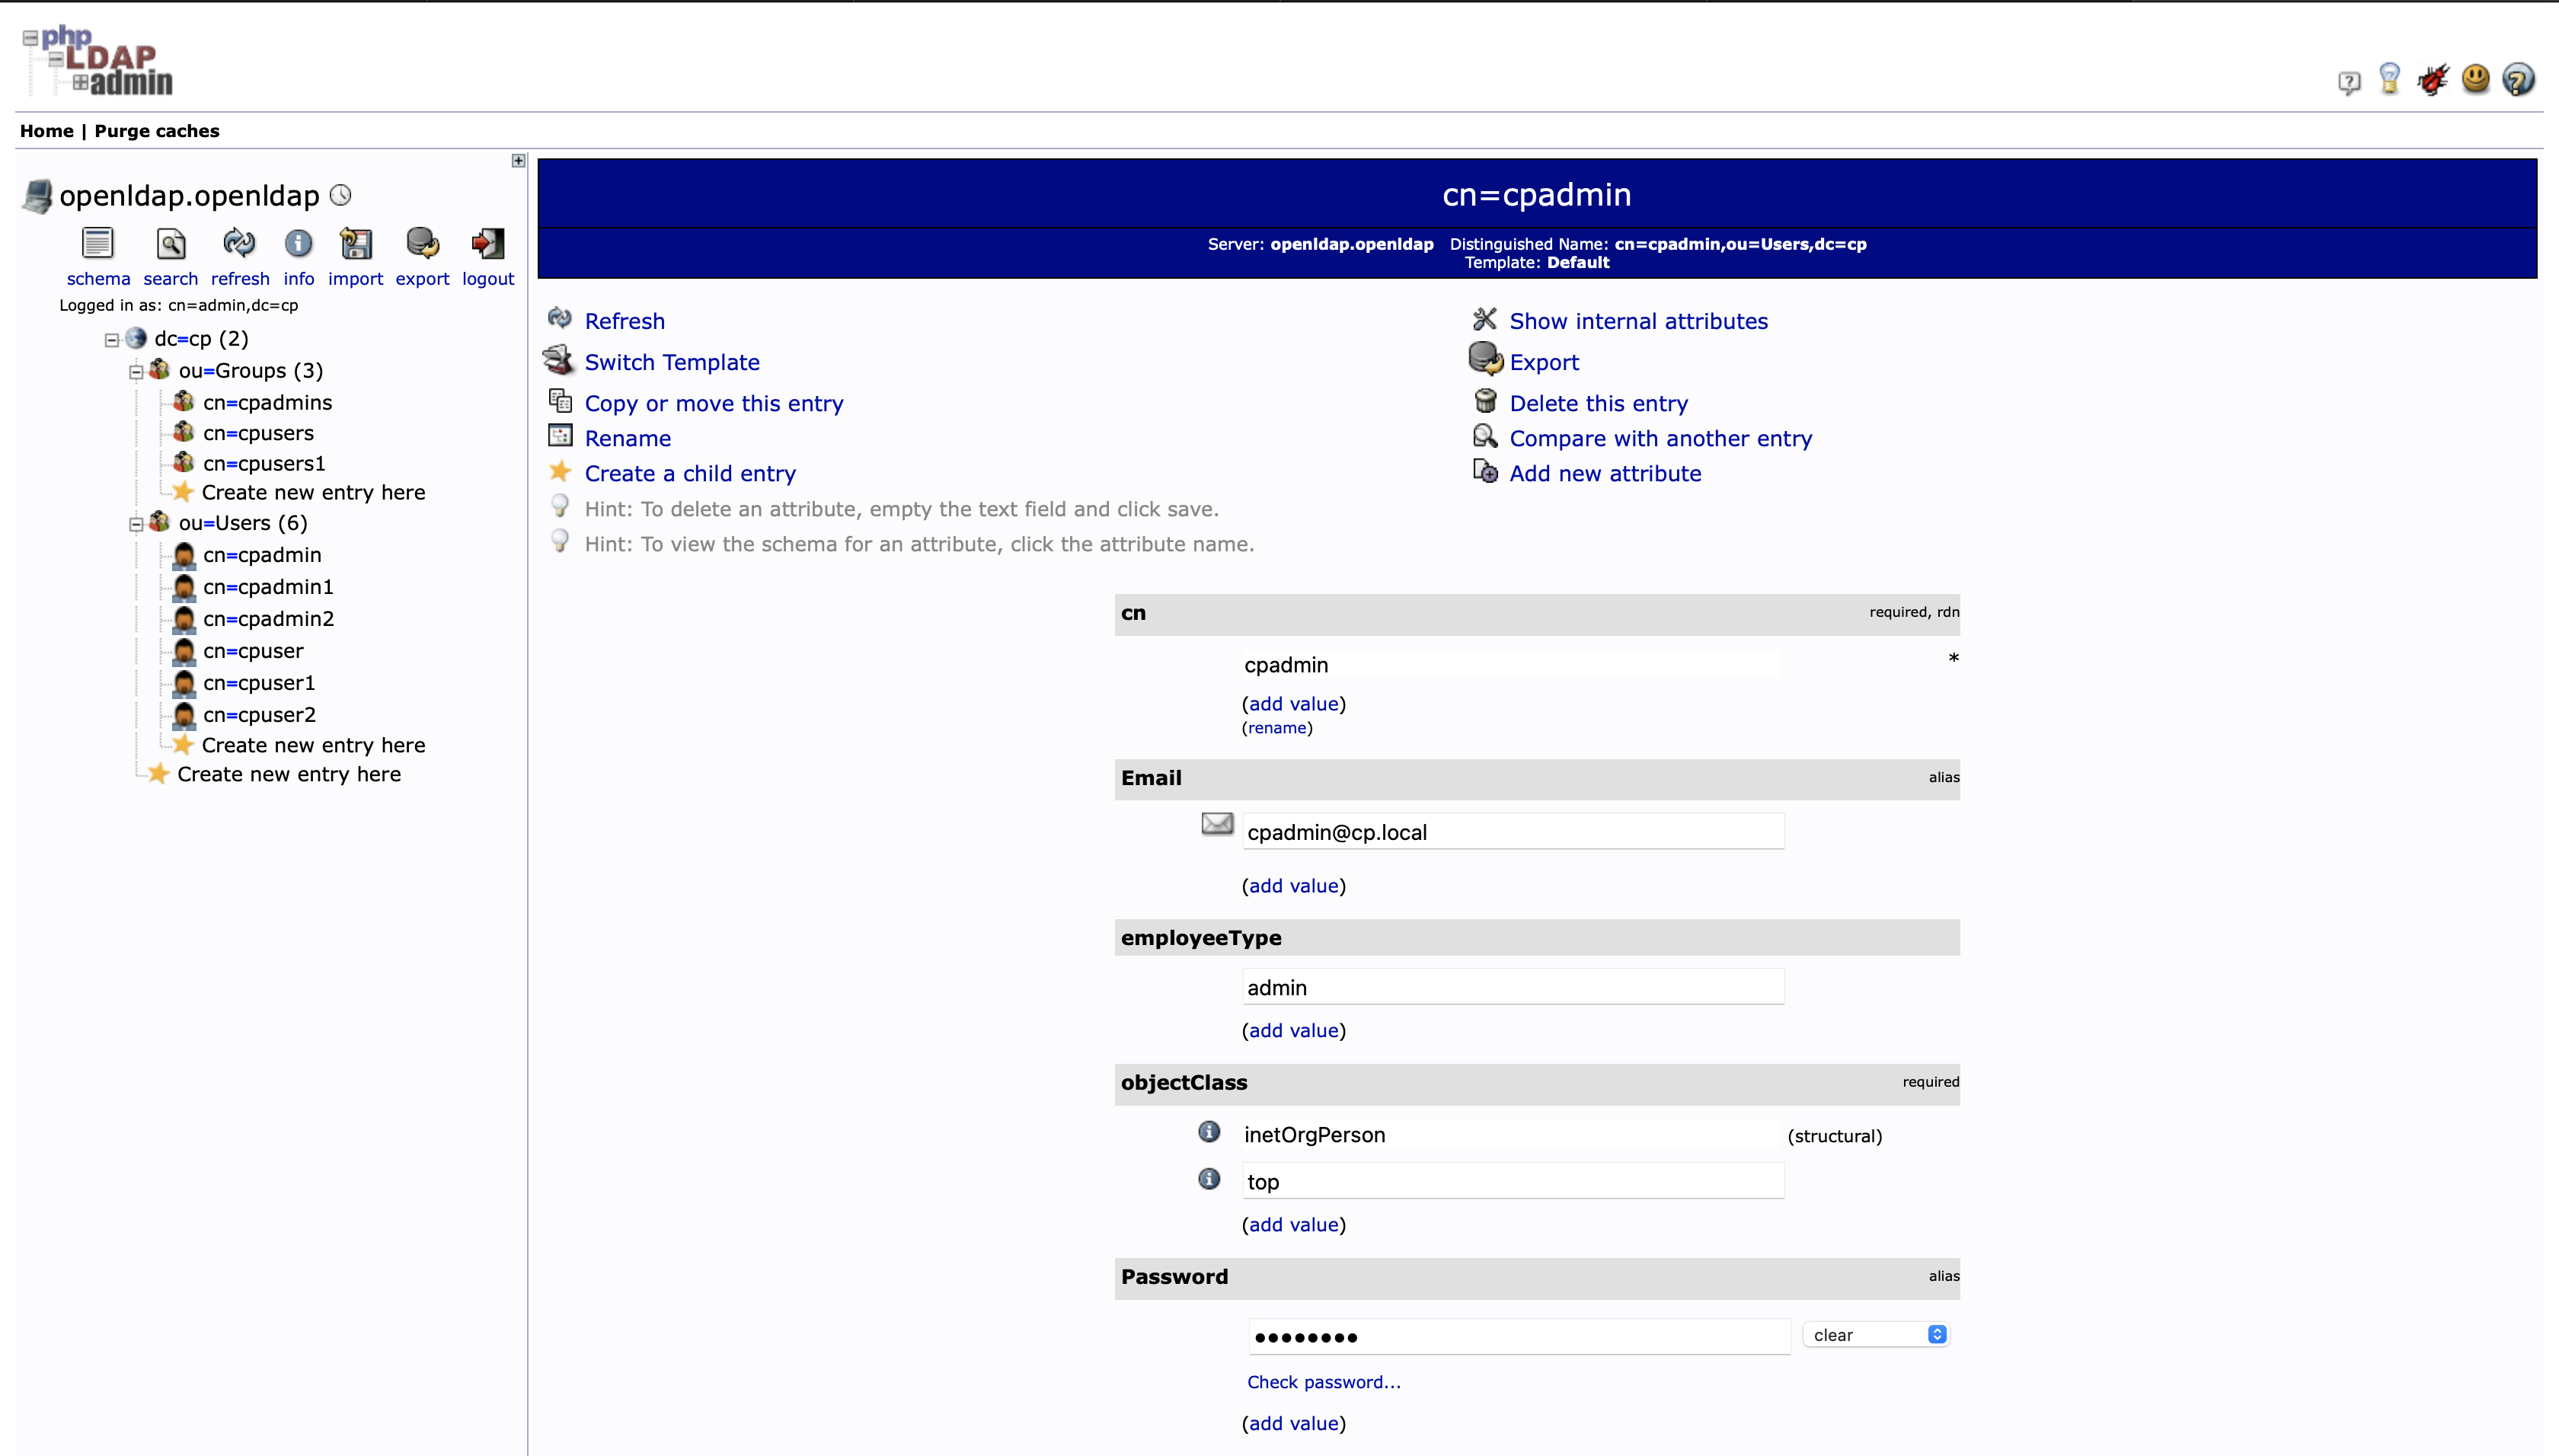 php
LDAP
admin
Home | Purge caches
openldap.openldap
schema search refresh info import export logout
Logged in as: cn=admin,dc=cp
dc=cp (2)
ou=Groups (3)
cn=cpadmins
cn=cpusers
cn=cpusers1
Create new entry here
ou=Users (6)
cn=cpadmin
cn=cpadmin1
cn=cpadmin2
cn=cpuser
cn=cpuser1
cn=cpuser2
Create new entry here
Create new entry here
cn=cpadmin
Server: openldap.openldap Distinguished Name: cn=cpadmin,ou=Users,dc=cp
Template: Default
Refresh
Show internal attributes
Switch Template
Export
Copy or move this entry
Delete this entry
Rename
Compare with another entry
Create a child entry
Add new attribute
Hint: To delete an attribute, empty the text field and click save.
Hint: To view the schema for an attribute, click the attribute name.
cn required, rdn
cpadmin *
(add value)
(rename)
Email alias
cpadmin@cp.local
(add value)
employeeType
admin
(add value)
objectClass required
inetOrgPerson (structural)
top
(add value)
Password alias
•••••••• clear
Check password...
(add value)